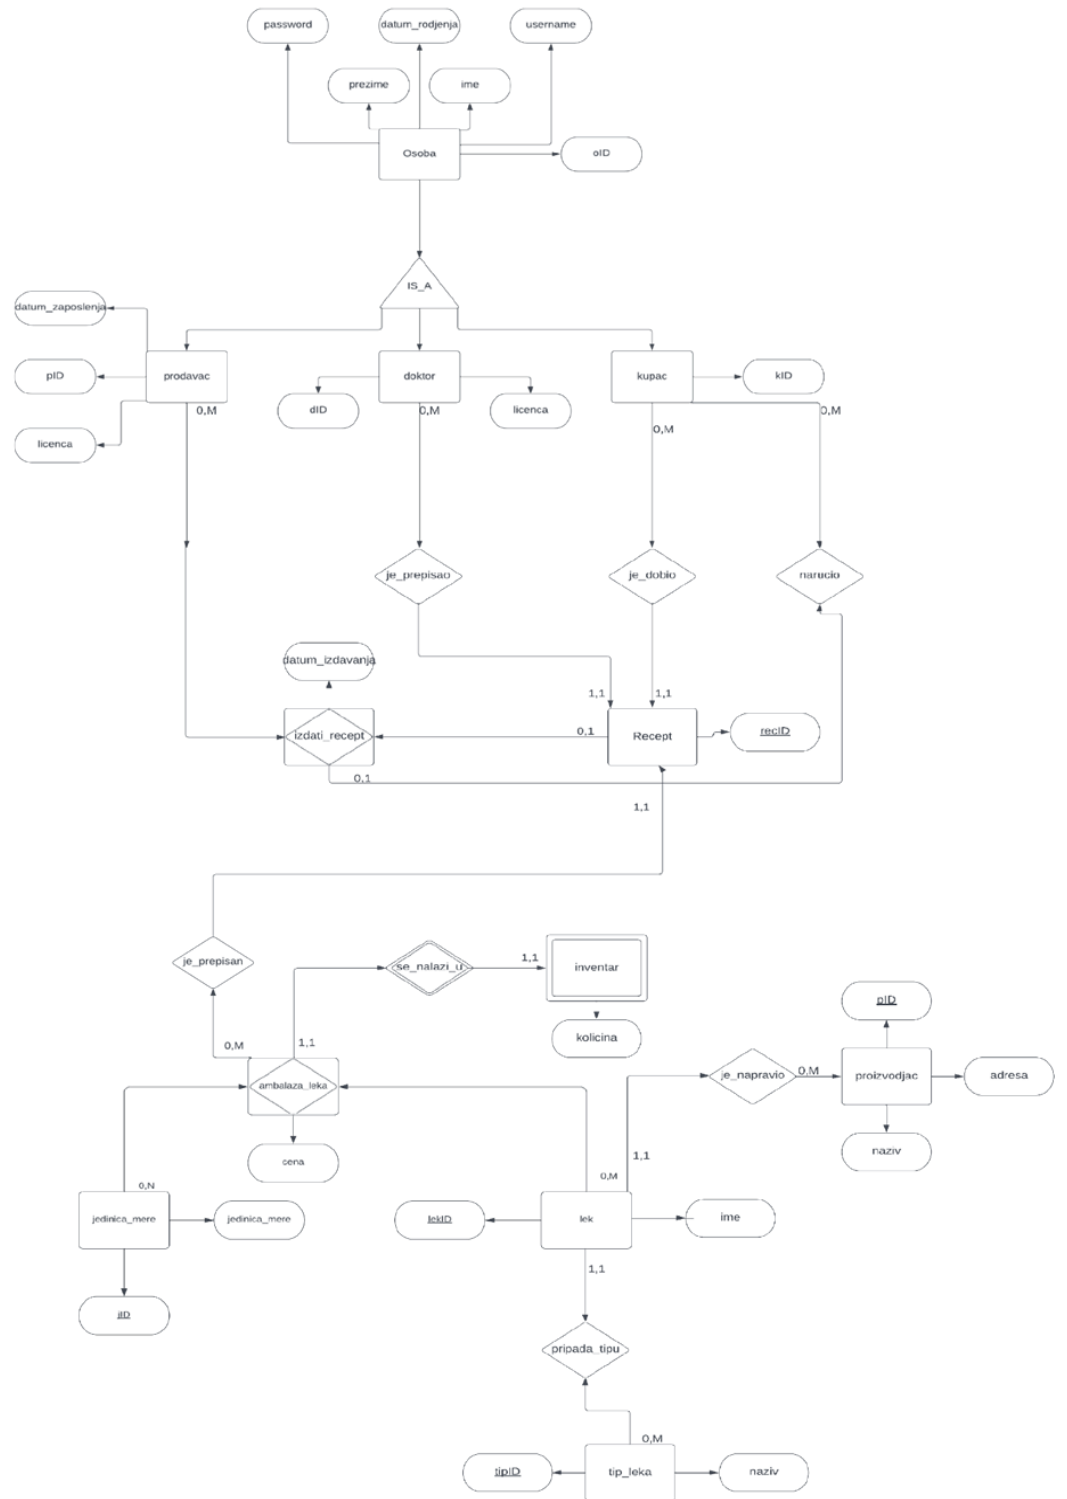 password
datum_rodjenja
username
prezime
ime
Osoba
oID
IS_A
datum_zaposlenja
pID
prodavac
doktor
kupac
kID
dID
licenca
0,M
0,M
0,M
0,M
licenca
je_prepisao
je_dobio
narucio
datum_izdavanja
1,1
1,1
izdati_recept
0,1
Recept
recID
0,1
1,1
je_prepisan
se_nalazi_u
1,1
inventar
pID
kolicina
0,M
1,1
ambalaza_leka
je_napravio
0,M
proizvodjac
adresa
cena
naziv
1,1
0,N
0,M
jedinica_mere
jedinica_mere
lekID
lek
ime
1,1
jID
pripada_tipu
0,M
tipID
tip_leka
naziv